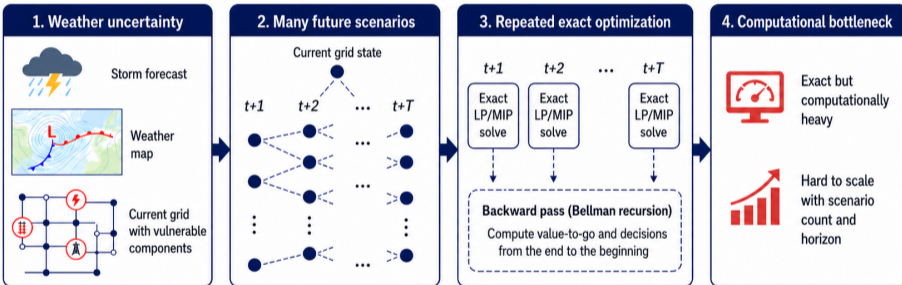 1. Weather uncertainty
Storm forecast
L
Weather
map
Current grid
with vulnerable
components
2. Many future scenarios
Current grid state
t+1 t+2 ... t+T
...
...
...
...
3. Repeated exact optimization
t+1 t+2 ... t+T
Exact
LP/MIP
solve
Exact
LP/MIP
solve
Exact
LP/MIP
solve
Backward pass (Bellman recursion)
Compute value-to-go and decisions
from the end to the beginning
4. Computational bottleneck
Exact but
computationally
heavy
Hard to scale
with scenario
count and
horizon